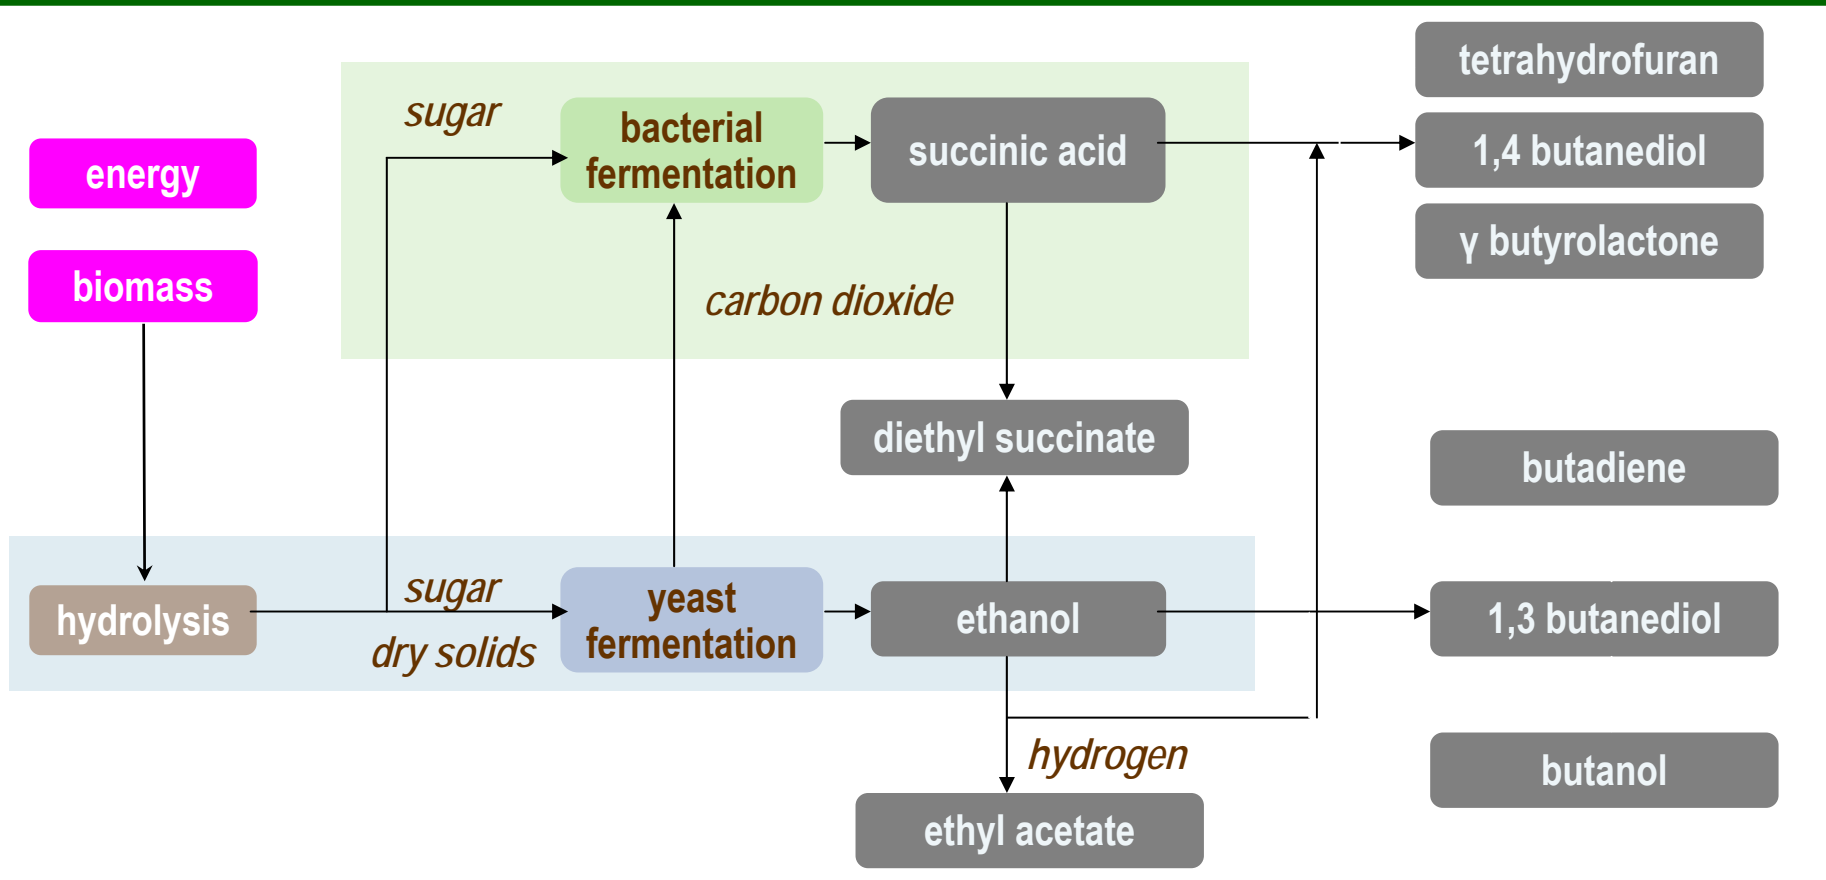 tetrahydrofuran
sugar
bacterial
fermentation
succinic acid
1,4 butanediol
energy
γ butyrolactone
biomass
carbon dioxide
diethyl succinate
butadiene
hydrolysis
sugar
dry solids
yeast
fermentation
ethanol
1,3 butanediol
hydrogen
butanol
ethyl acetate